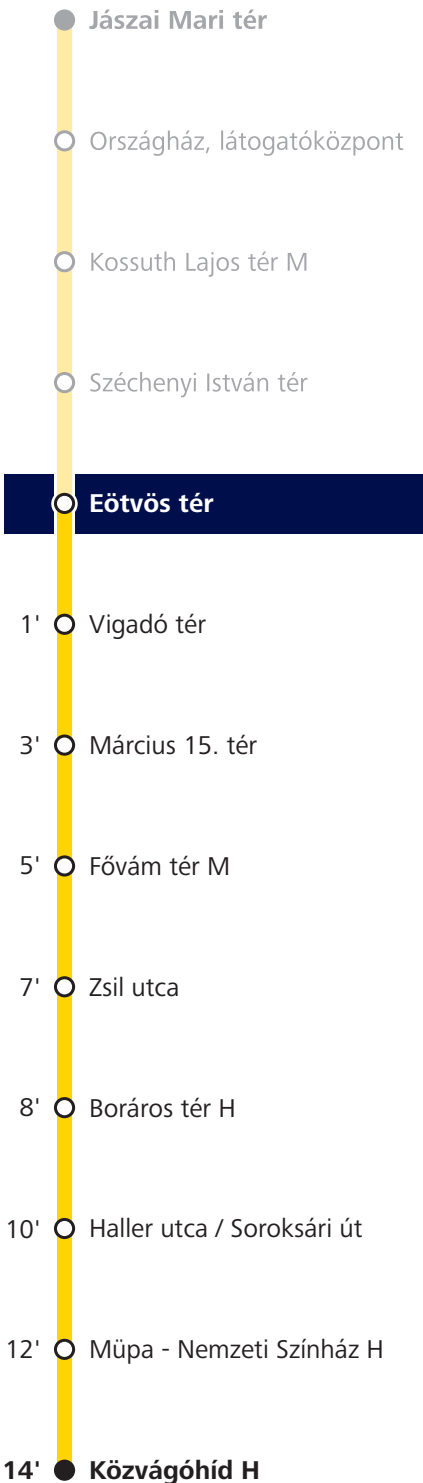 Jászai Mari tér
Országház, látogatóközpont
Kossuth Lajos tér M
Széchenyi István tér
Eötvös tér
1' Vigadó tér
3' Március 15. tér
5' Fővám tér M
7' Zsil utca
8' Boráros tér H
10' Haller utca / Soroksári út
12' Müpa - Nemzeti Színház H
14' Közvágóhíd H